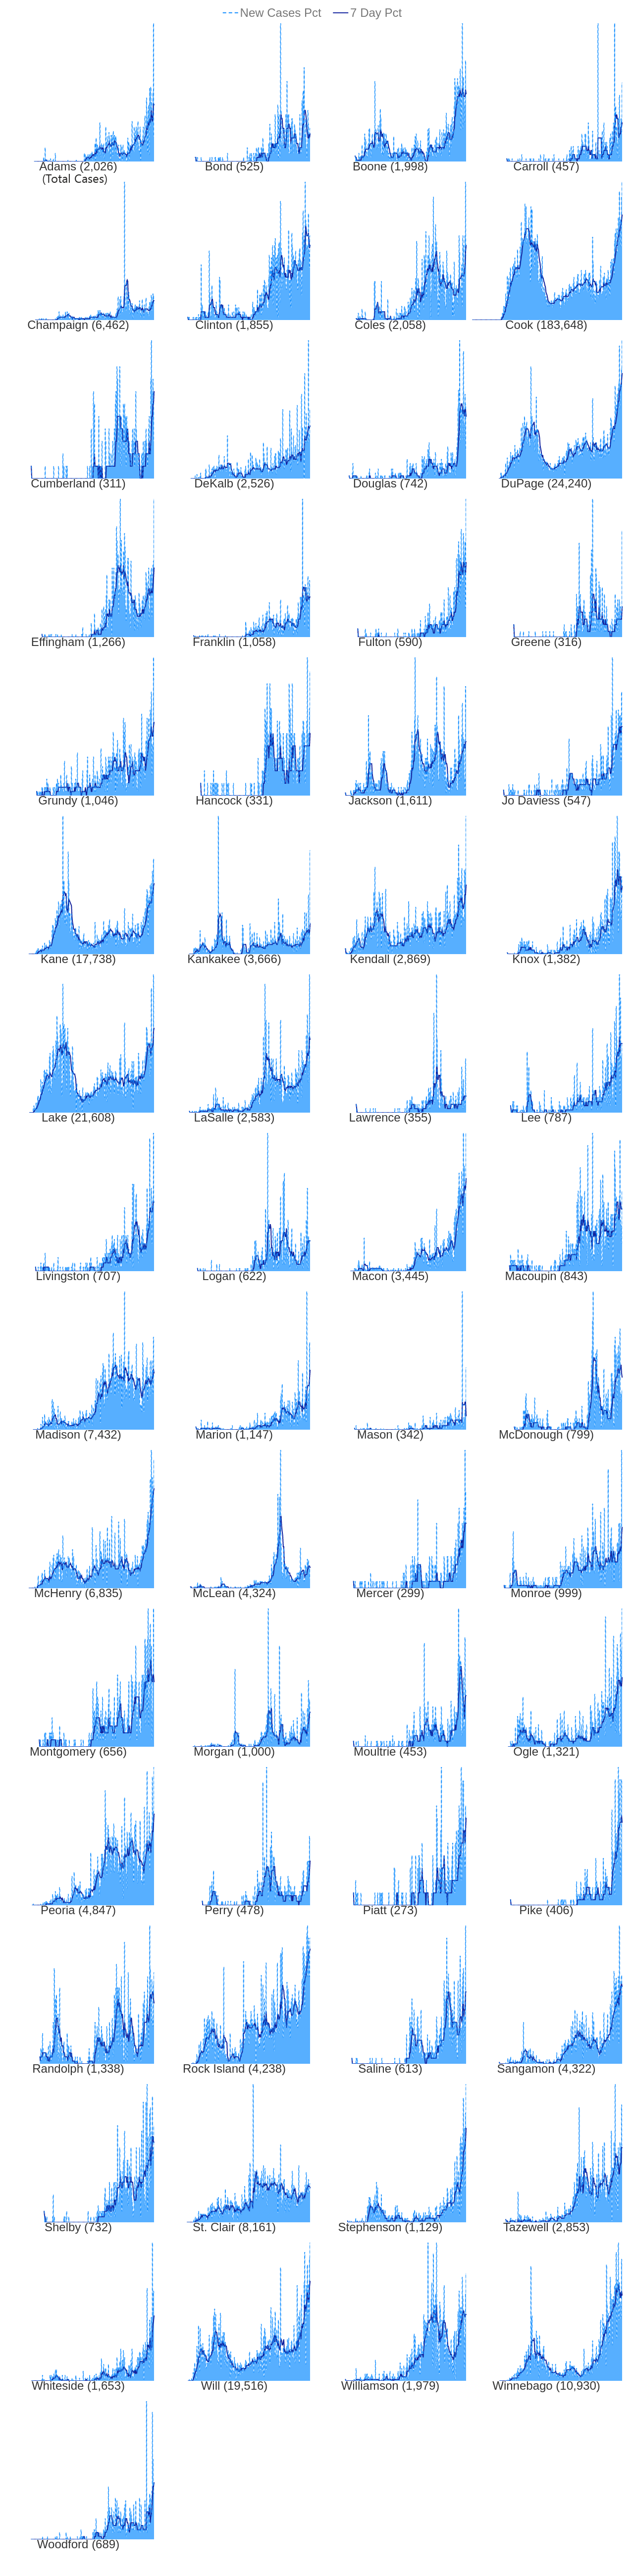 New Cases Pct 7 Day Pct
Adams (2,026) Bond (525) Boone (1,998) Carroll (457)
(Total Cases)
Champaign (6,462) Clinton (1,855) Coles (2,058) Cook (183,648)
Cumberland (311) DeKalb (2,526) Douglas (742) DuPage (24,240)
Effingham (1,266) Franklin (1,058) Fulton (590) Greene (316)
Grundy (1,046) Hancock (331) Jackson (1,611) Jo Daviess (547)
Kane (17,738) Kankakee (3,666) Kendall (2,869) Knox (1,382)
Lake (21,608) LaSalle (2,583) Lawrence (355) Lee (787)
Livingston (707) Logan (622) Macon (3,445) Macoupin (843)
Madison (7,432) Marion (1,147) Mason (342) McDonough (799)
McHenry (6,835) McLean (4,324) Mercer (299) Monroe (999)
Montgomery (656) Morgan (1,000) Moultrie (453) Ogle (1,321)
Peoria (4,847) Perry (478) Piatt (273) Pike (406)
Randolph (1,338) Rock Island (4,238) Saline (613) Sangamon (4,322)
Shelby (732) St. Clair (8,161) Stephenson (1,129) Tazewell (2,853)
Whiteside (1,653) Will (19,516) Williamson (1,979) Winnebago (10,930)
Woodford (689)